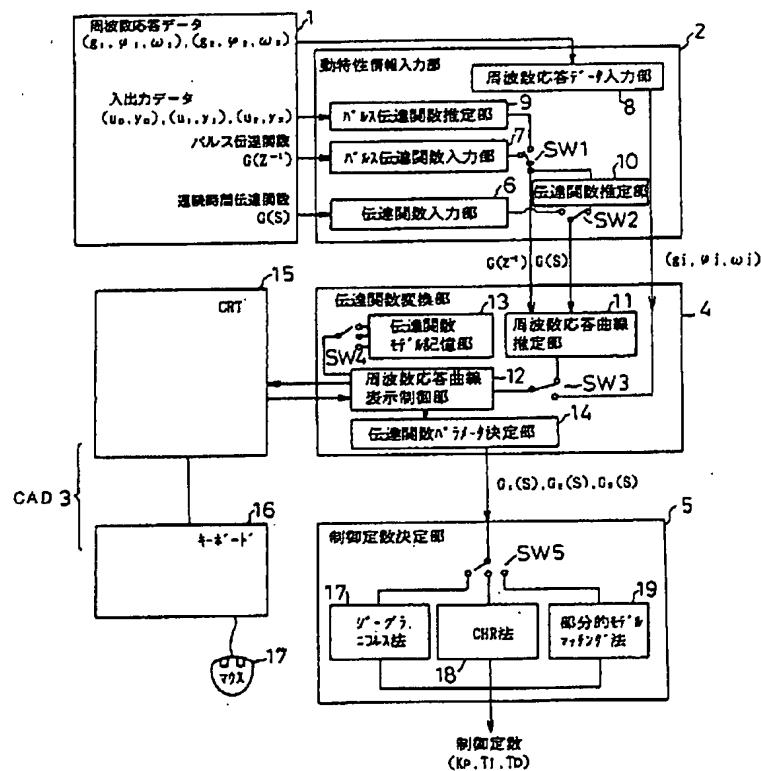 周波数応答データ
(g₁,φ₁,ω₁),(g₂,φ₂,ω₂)
1
入出力データ
(u₀,y₀),(u₁,y₁),(u₂,y₂)
パルス伝達関数
G(Z⁻¹)
連続時間伝達関数
G(S)
2
動特性情報入力部
周波数応答データ入力部
8
9
パルス伝達関数推定部
7
パルス伝達関数入力部
SW1
10
伝達関数推定部
6
伝達関数入力部
SW2
G(Z⁻¹)
G(S)
(gi,φi,ωi)
15
CRT
4
伝達関数変換部
13
伝達関数
モデル記憶部
SW4
11
周波数応答曲線
推定部
12
周波数応答曲線
表示制御部
SW3
14
伝達関数パラメータ決定部
G₁(S),G₂(S),G₃(S)
CAD 3
16
キーボード
17
マウス
5
制御定数決定部
SW5
17
ジーグラ,
ニコルス法
CHR法
18
19
部分的モデル
マッチング法
制御定数
(KP,TI,TD)